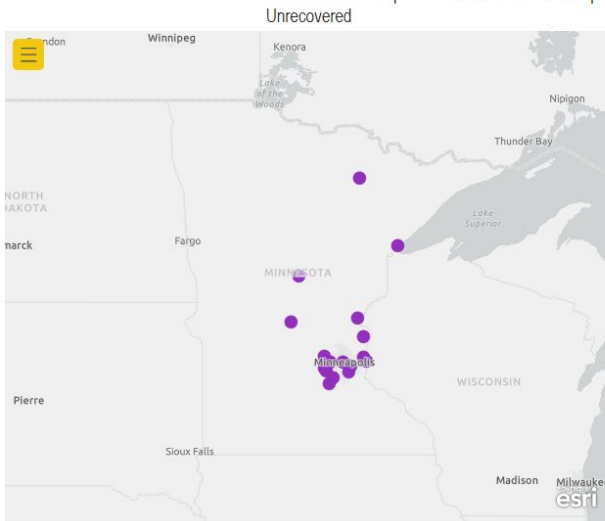 Unrecovered
Winnipeg
Kenora
Lake
of the
Woods
Nipigon
Thunder Bay
NORTH
DAKOTA
Lake
Superior
Fargo
MINNESOTA
Minneapolis
WISCONSIN
Pierre
Sioux Falls
Madison
Milwaukee
esri